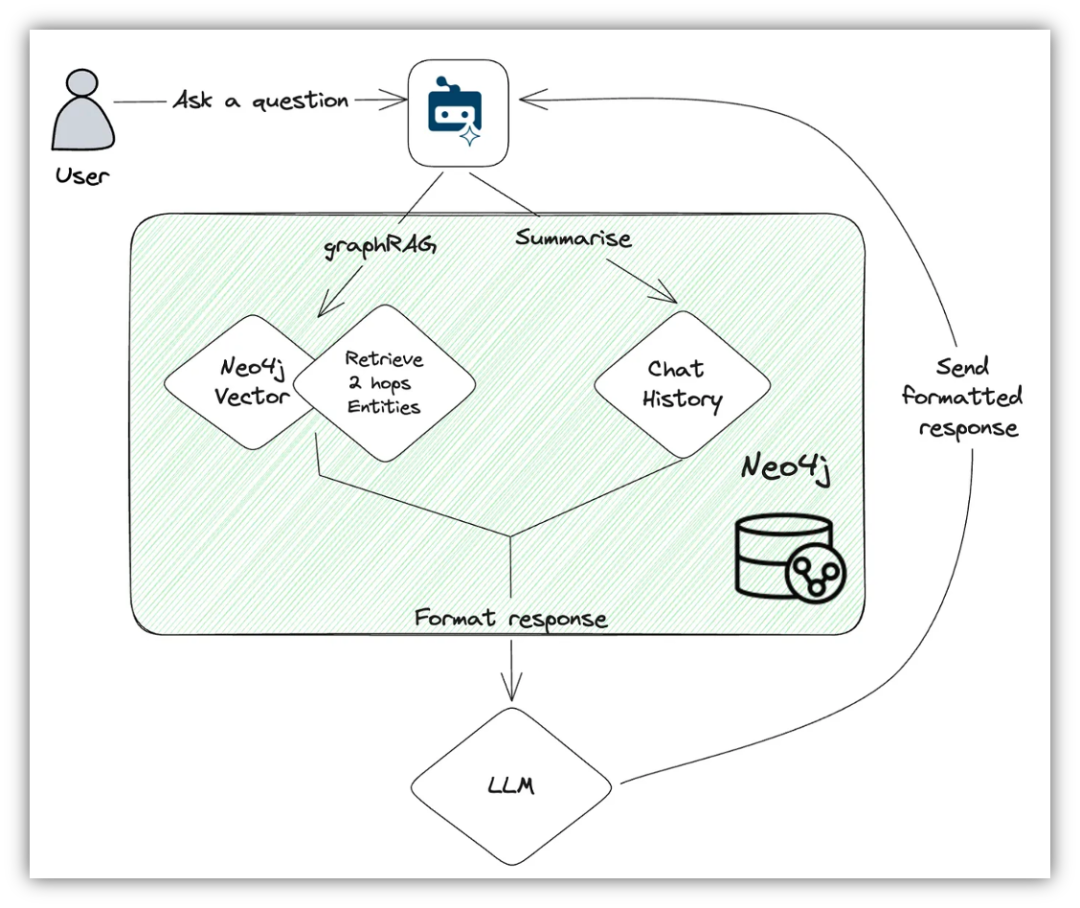 Ask a question
User
graphRAG
Summarise
Neo4j
Vector
Retrieve
2 hops
Entities
Chat
History
Send
formatted
response
Neo4j
Format response
LLM